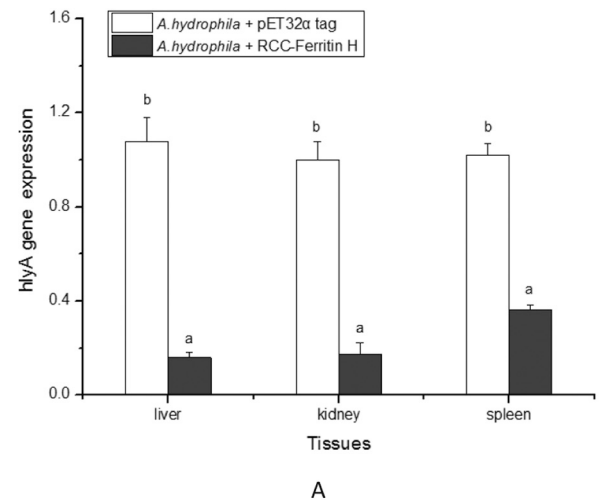 A.hydrophila + pET32α tag
A.hydrophila + RCC-Ferritin H
1.6
1.2
0.8
0.4
0.0
hlyA gene expression
b
a
b
a
b
a
liver
kidney
spleen
Tissues
A